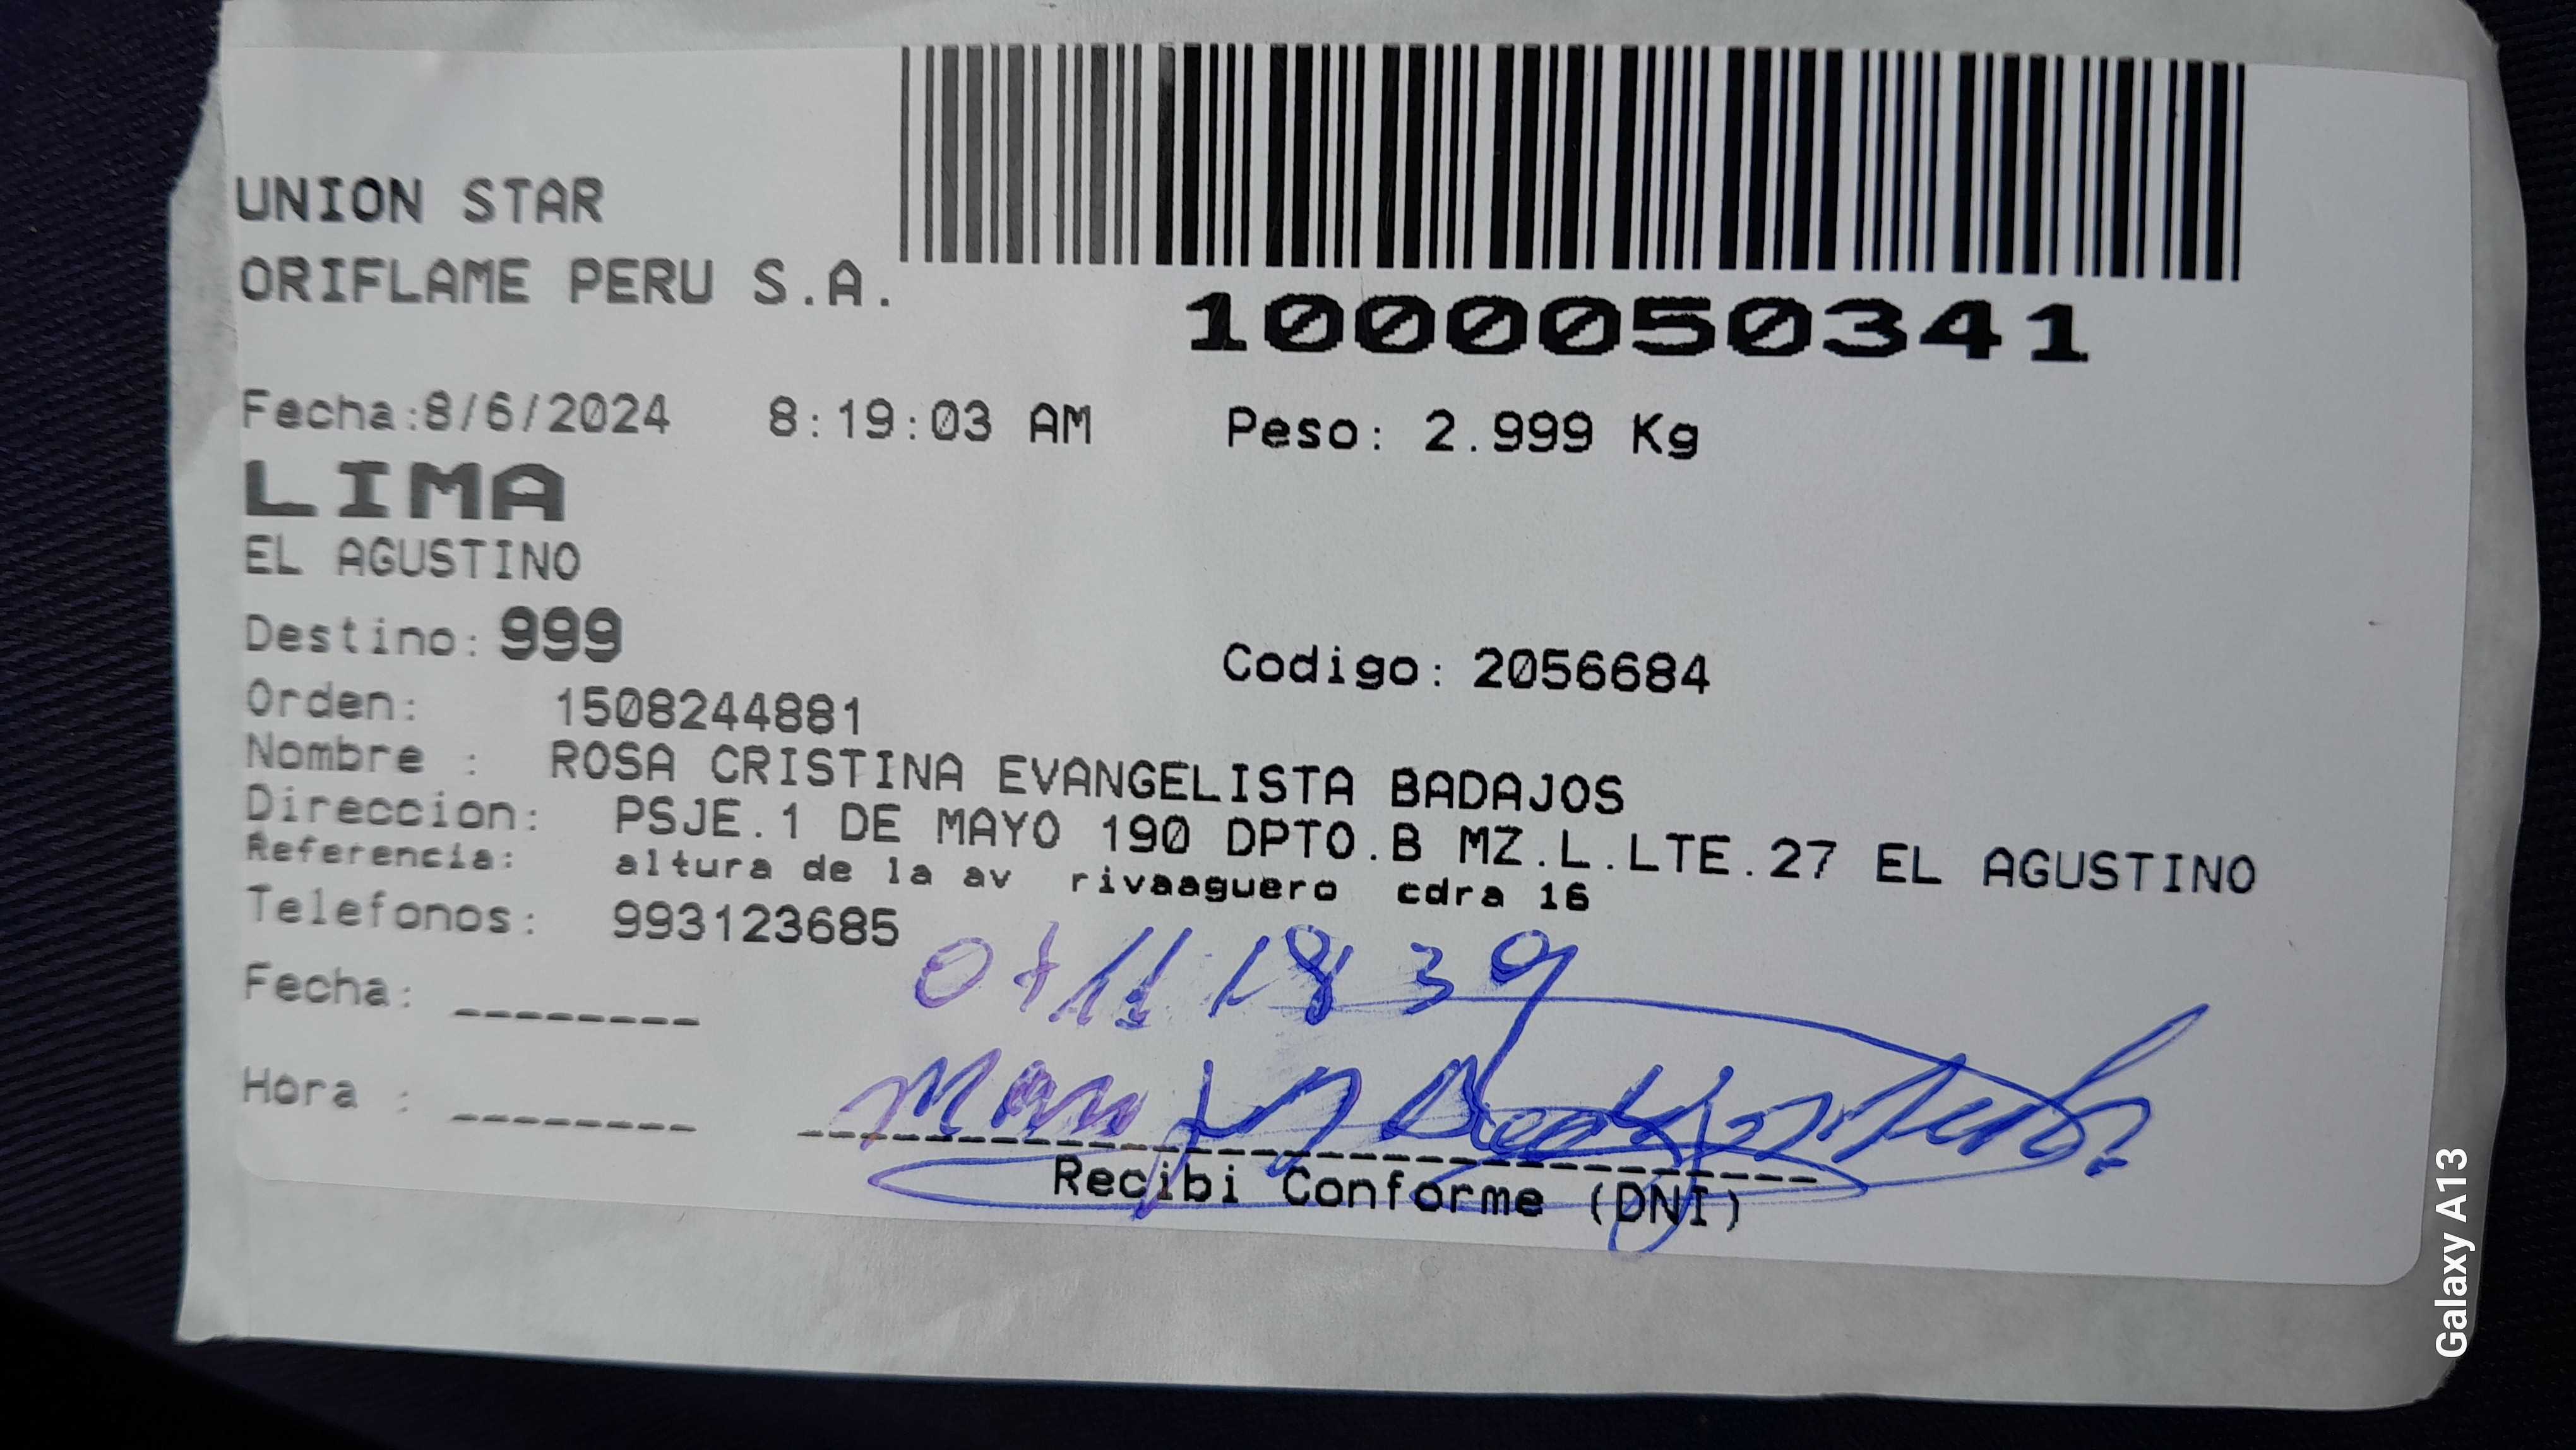 UNION STAR
ORIFLAME PERU S.A.
1000050341
Fecha:8/6/2024 8:19:03 AM Peso: 2.999 Kg
LIMA
EL AGUSTINO
Destino: 999
Codigo: 2056684
Orden: 1508244881
Nombre : ROSA CRISTINA EVANGELISTA BADAJOS
Direccion: PSJE.1 DE MAYO 190 DPTO.B MZ.L.LTE.27 EL AGUSTINO
Referencia: altura de la av rivaaguero cdra 16
Telefonos: 993123685
Fecha: ________
Hora : ________
Recibi Conforme (DNI)
Galaxy A13